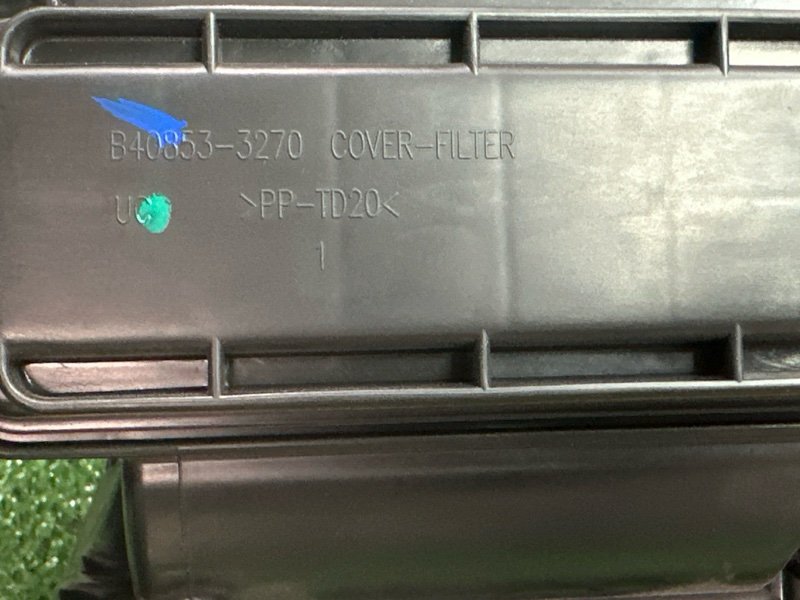 B40853-3270 COVER-FILTER
>PP-TD20<
1